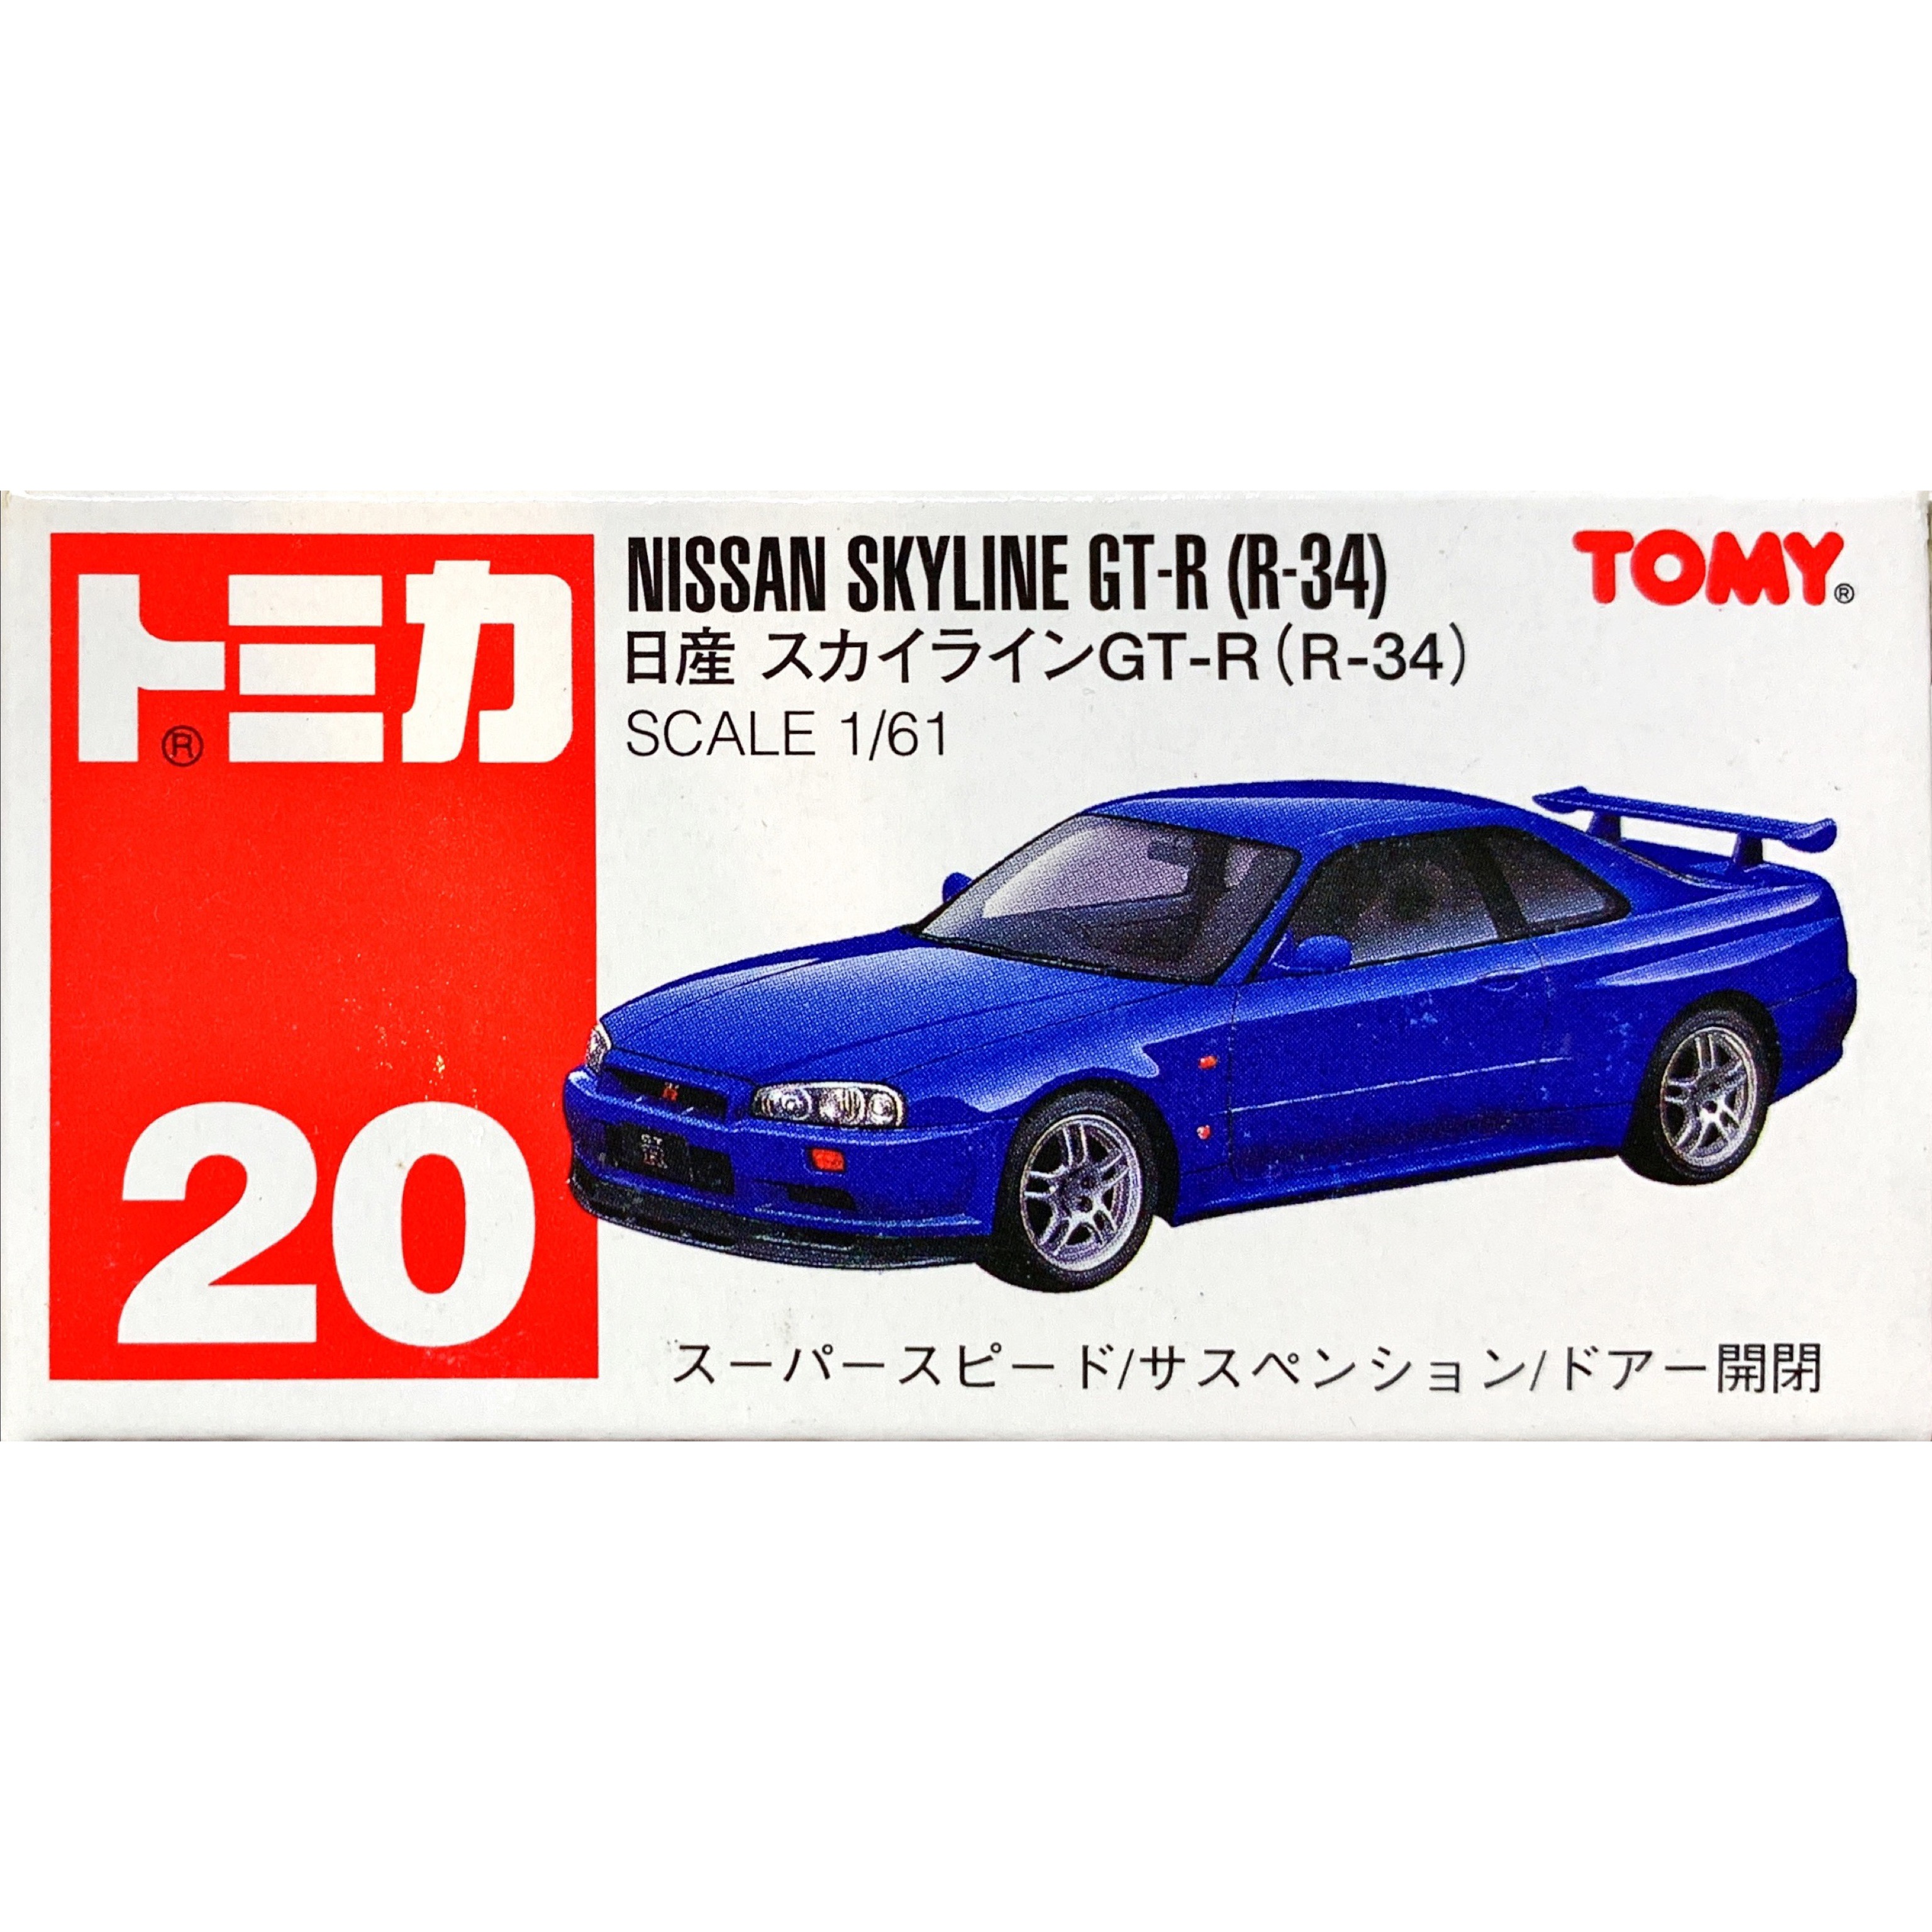 トミカ®
20
NISSAN SKYLINE GT-R (R-34)
日産 スカイラインGT-R（R-34）
SCALE 1/61
TOMY®
GT
R
スーパースピード/サスペンション/ドアー開閉